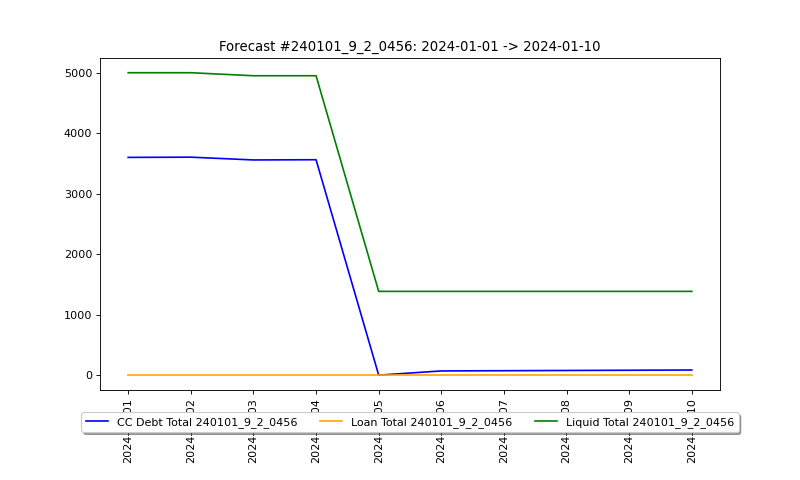 Forecast #240101_9_2_0456: 2024-01-01 -> 2024-01-10
5000
4000
3000
2000
1000
0
CC Debt Total 240101_9_2_0456
Loan Total 240101_9_2_0456
Liquid Total 240101_9_2_0456